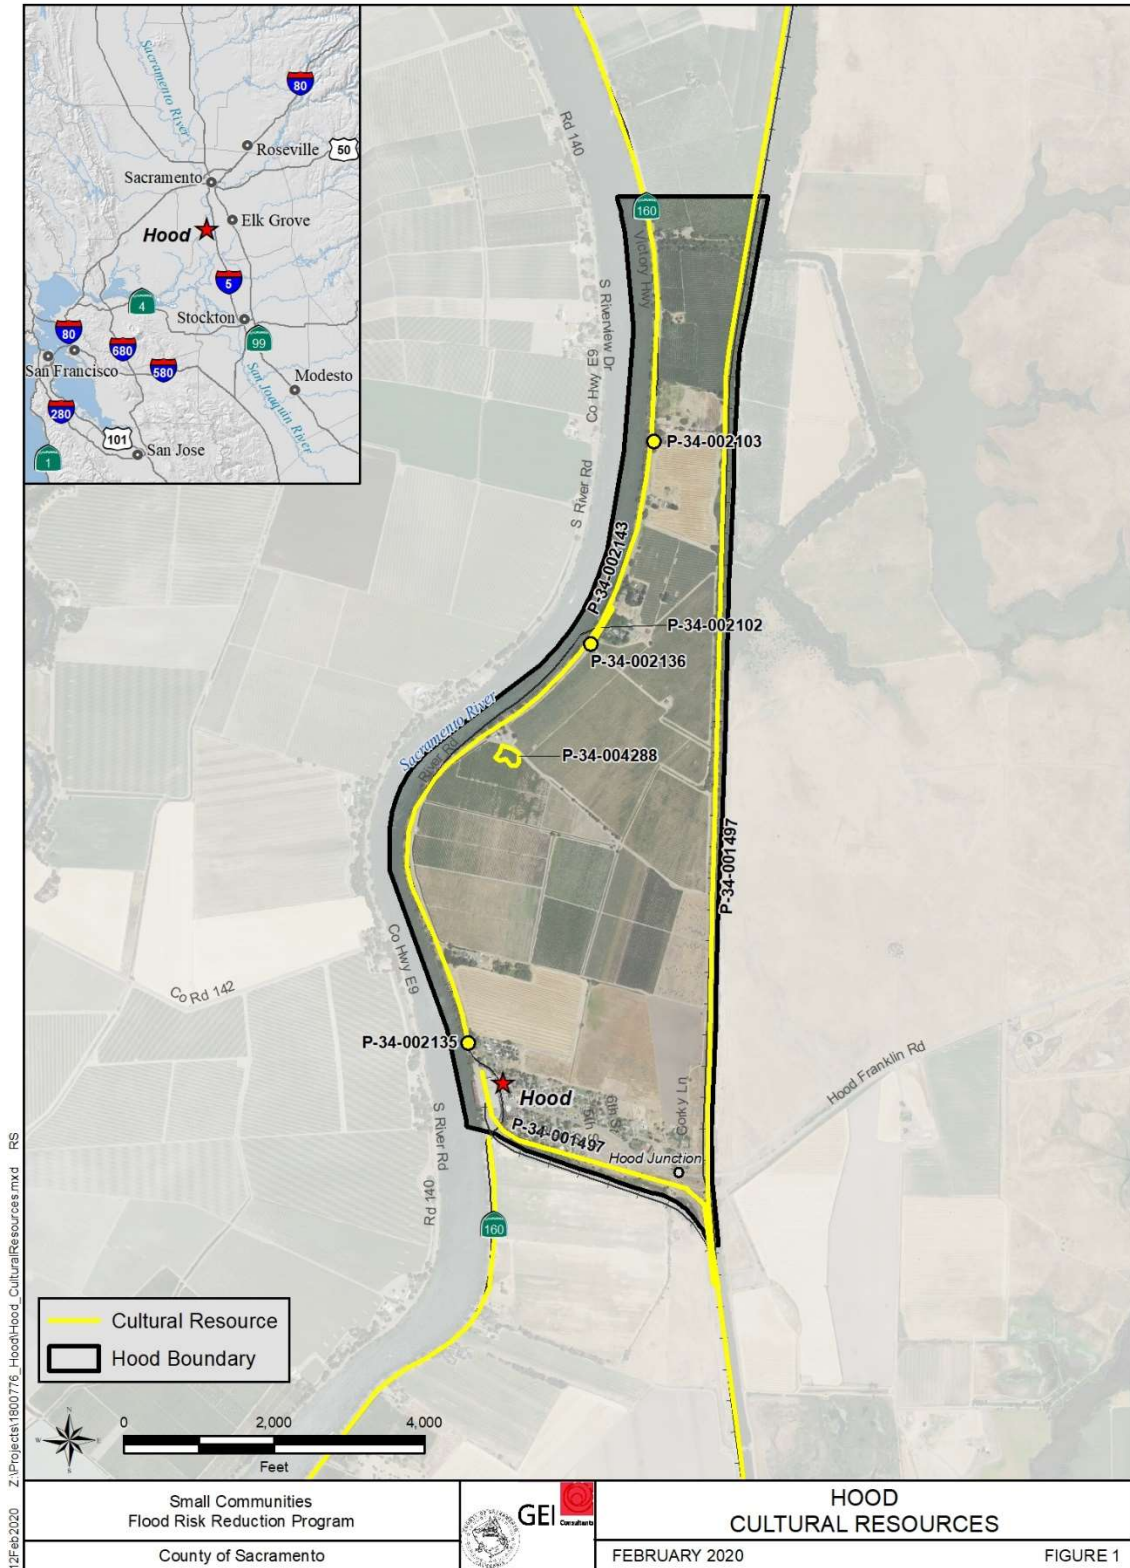 Sacramento River
80
Roseville
50
Sacramento
Elk Grove
Hood
5
4
Stockton
80
99
680
San Francisco
580
San Joaquin River
Modesto
280
101
San Jose
1
Rd 140
160
Victory Hwy
S Riverview Dr
Co Hwy E9
P-34-002103
S River Rd
P-34-002143
P-34-002102
P-34-002136
Sacramento River
River Rd
P-34-004288
P-34-001497
Co Hwy E9
Co Rd 142
P-34-002135
Hood
Hood Franklin Rd
Gorky Ln
6th St
5th St
P-34-001497
Hood Junction
S River Rd
Rd 140
160
Cultural Resource
Hood Boundary
N
W
E
S
0 2,000 4,000
Feet
12Feb2020 Z:\Projects\1800776_Hood\Hood_CulturalResources.mxd RS
Small Communities
Flood Risk Reduction Program
County of Sacramento
GEI Consultants
HOOD
CULTURAL RESOURCES
FEBRUARY 2020
FIGURE 1